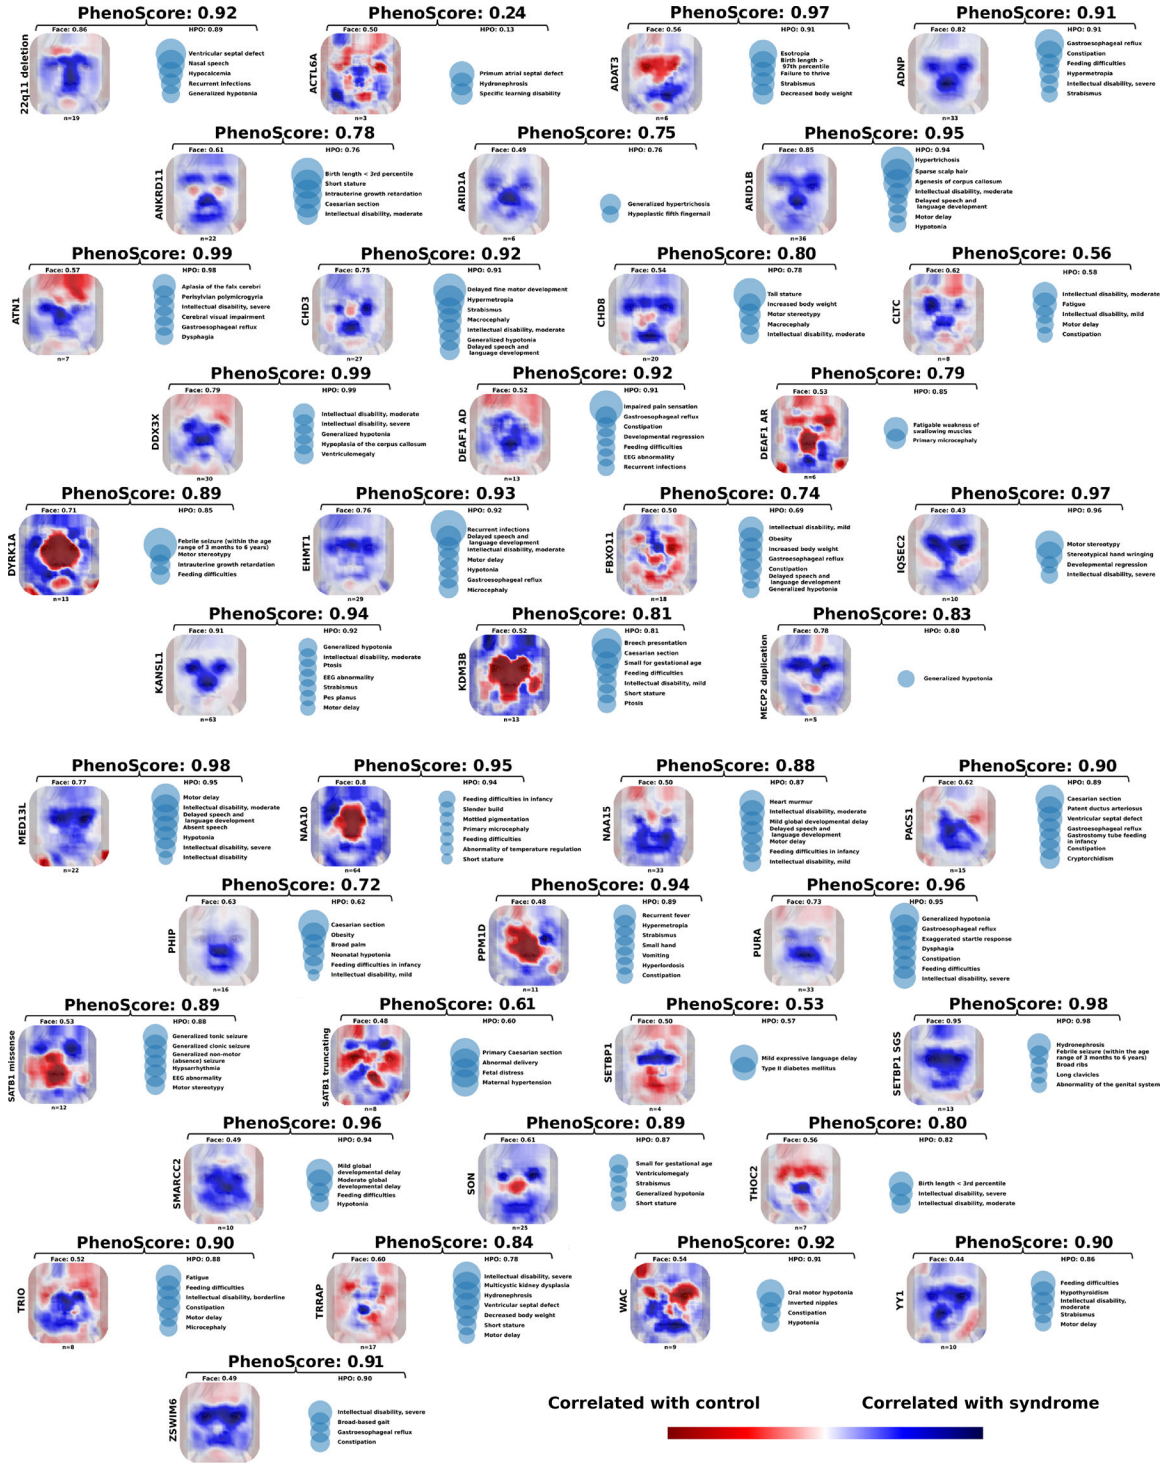 PhenoScore: 0.92
Face: 0.86
HPO: 0.89
22q11 deletion
Ventricular septal defect
Nasal speech
Hypocalcemia
Recurrent infections
Generalized hypotonia
n=19
PhenoScore: 0.24
Face: 0.50
HPO: 0.13
ACTL6A
Primum atrial septal defect
Hydronephrosis
Specific learning disability
n=3
PhenoScore: 0.97
Face: 0.56
HPO: 0.91
ADAT3
Esotropia
Birth length >
97th percentile
Failure to thrive
Strabismus
Decreased body weight
n=6
PhenoScore: 0.91
Face: 0.82
HPO: 0.91
ADNP
Gastroesophageal reflux
Constipation
Feeding difficulties
Hypermetropia
Intellectual disability, severe
Strabismus
n=33
PhenoScore: 0.78
Face: 0.61
HPO: 0.76
ANKRD11
Birth length < 3rd percentile
Short stature
Intrauterine growth retardation
Caesarian section
Intellectual disability, moderate
n=22
PhenoScore: 0.75
Face: 0.49
HPO: 0.76
ARID1A
Generalized hypertrichosis
Hypoplastic fifth fingernail
n=6
PhenoScore: 0.95
Face: 0.85
HPO: 0.94
ARID1B
Hypertrichosis
Sparse scalp hair
Agenesis of corpus callosum
Intellectual disability, moderate
Delayed speech and
language development
Motor delay
Hypotonia
n=36
PhenoScore: 0.99
Face: 0.57
HPO: 0.98
ATN1
Aplasia of the falx cerebri
Perisylvian polymicrogyria
Intellectual disability, severe
Cerebral visual impairment
Gastroesophageal reflux
Dysphagia
n=7
PhenoScore: 0.92
Face: 0.75
HPO: 0.91
CHD3
Delayed fine motor development
Hypermetropia
Strabismus
Macrocephaly
Intellectual disability, moderate
Generalized hypotonia
Delayed speech and
language development
n=27
PhenoScore: 0.80
Face: 0.54
HPO: 0.78
CHD8
Tall stature
Increased body weight
Motor stereotypy
Macrocephaly
Intellectual disability, moderate
n=20
PhenoScore: 0.56
Face: 0.62
HPO: 0.58
CLTC
Intellectual disability, moderate
Fatigue
Intellectual disability, mild
Motor delay
Constipation
n=8
PhenoScore: 0.99
Face: 0.79
HPO: 0.99
DDX3X
Intellectual disability, moderate
Intellectual disability, severe
Generalized hypotonia
Hypoplasia of the corpus callosum
Ventriculomegaly
n=30
PhenoScore: 0.92
Face: 0.52
HPO: 0.91
DEAF1 AD
Impaired pain sensation
Gastroesophageal reflux
Constipation
Developmental regression
Feeding difficulties
EEG abnormality
Recurrent infections
n=13
PhenoScore: 0.79
Face: 0.53
HPO: 0.85
DEAF1 AR
Fatigable weakness of
swallowing muscles
Primary microcephaly
n=6
PhenoScore: 0.89
Face: 0.71
HPO: 0.85
DYRK1A
Febrile seizure (within the age
range of 3 months to 6 years)
Motor stereotypy
Intrauterine growth retardation
Feeding difficulties
n=13
PhenoScore: 0.93
Face: 0.76
HPO: 0.92
EHMT1
Recurrent infections
Delayed speech and
language development
Intellectual disability, moderate
Motor delay
Hypotonia
Gastroesophageal reflux
Microcephaly
n=29
PhenoScore: 0.74
Face: 0.50
HPO: 0.69
FBXO11
Intellectual disability, mild
Obesity
Increased body weight
Gastroesophageal reflux
Constipation
Delayed speech and
language development
Generalized hypotonia
n=18
PhenoScore: 0.97
Face: 0.43
HPO: 0.96
IQSEC2
Motor stereotypy
Stereotypical hand wringing
Developmental regression
Intellectual disability, severe
n=10
PhenoScore: 0.94
Face: 0.91
HPO: 0.92
KANSL1
Generalized hypotonia
Intellectual disability, moderate
Ptosis
EEG abnormality
Strabismus
Pes planus
Motor delay
n=63
PhenoScore: 0.81
Face: 0.52
HPO: 0.81
KDM3B
Breech presentation
Caesarian section
Small for gestational age
Feeding difficulties
Intellectual disability, mild
Short stature
Ptosis
n=13
PhenoScore: 0.83
Face: 0.78
HPO: 0.80
MECP2 duplication
Generalized hypotonia
n=5
PhenoScore: 0.98
Face: 0.77
HPO: 0.95
MED13L
Motor delay
Intellectual disability, moderate
Delayed speech and
language development
Absent speech
Hypotonia
Intellectual disability, severe
Intellectual disability
n=22
PhenoScore: 0.95
Face: 0.8
HPO: 0.94
NAA10
Feeding difficulties in infancy
Slender build
Mottled pigmentation
Primary microcephaly
Feeding difficulties
Abnormality of temperature regulation
Short stature
n=64
PhenoScore: 0.88
Face: 0.50
HPO: 0.87
NAA15
Heart murmur
Intellectual disability, moderate
Mild global developmental delay
Delayed speech and
language development
Motor delay
Feeding difficulties in infancy
Intellectual disability, mild
n=33
PhenoScore: 0.90
Face: 0.62
HPO: 0.89
PACS1
Caesarian section
Patent ductus arteriosus
Ventricular septal defect
Gastroesophageal reflux
Gastrostomy tube feeding
in infancy
Constipation
Cryptorchidism
n=15
PhenoScore: 0.72
Face: 0.63
HPO: 0.62
PHIP
Caesarian section
Obesity
Broad palm
Neonatal hypotonia
Feeding difficulties in infancy
Intellectual disability, mild
n=16
PhenoScore: 0.94
Face: 0.48
HPO: 0.89
PPM1D
Recurrent fever
Hypermetropia
Strabismus
Small hand
Vomiting
Hyperlordosis
Constipation
n=11
PhenoScore: 0.96
Face: 0.73
HPO: 0.95
PURA
Generalized hypotonia
Gastroesophageal reflux
Exaggerated startle response
Dysphagia
Constipation
Feeding difficulties
Intellectual disability, severe
n=33
PhenoScore: 0.89
Face: 0.53
HPO: 0.88
SATB1 missense
Generalized tonic seizure
Generalized clonic seizure
Generalized non-motor
(absence) seizure
Hypsarrhythmia
EEG abnormality
Motor stereotypy
n=12
PhenoScore: 0.61
Face: 0.48
HPO: 0.60
SATB1 truncating
Primary Caesarian section
Abnormal delivery
Fetal distress
Maternal hypertension
n=8
PhenoScore: 0.53
Face: 0.50
HPO: 0.57
SETBP1
Mild expressive language delay
Type II diabetes mellitus
n=4
PhenoScore: 0.98
Face: 0.95
HPO: 0.98
SETBP1 SGS
Hydronephrosis
Febrile seizure (within the age
range of 3 months to 6 years)
Broad ribs
Long clavicles
Abnormality of the genital system
n=13
PhenoScore: 0.96
Face: 0.49
HPO: 0.94
SMARCC2
Mild global
developmental delay
Moderate global
developmental delay
Feeding difficulties
Hypotonia
n=10
PhenoScore: 0.89
Face: 0.61
HPO: 0.87
SON
Small for gestational age
Ventriculomegaly
Strabismus
Generalized hypotonia
Short stature
n=25
PhenoScore: 0.80
Face: 0.56
HPO: 0.82
THOC2
Birth length < 3rd percentile
Intellectual disability, severe
Intellectual disability, moderate
n=7
PhenoScore: 0.90
Face: 0.52
HPO: 0.88
TRIO
Fatigue
Feeding difficulties
Intellectual disability, borderline
Constipation
Motor delay
Microcephaly
n=8
PhenoScore: 0.84
Face: 0.60
HPO: 0.78
TRRAP
Intellectual disability, severe
Multicystic kidney dysplasia
Hydronephrosis
Ventricular septal defect
Decreased body weight
Short stature
Motor delay
n=17
PhenoScore: 0.92
Face: 0.54
HPO: 0.91
WAC
Oral motor hypotonia
Inverted nipples
Constipation
Hypotonia
n=9
PhenoScore: 0.90
Face: 0.44
HPO: 0.86
YY1
Feeding difficulties
Hypothyroidism
Intellectual disability,
moderate
Strabismus
Motor delay
n=10
PhenoScore: 0.91
Face: 0.49
HPO: 0.90
ZSWIM6
Intellectual disability, severe
Broad-based gait
Gastroesophageal reflux
Constipation
Correlated with control
Correlated with syndrome